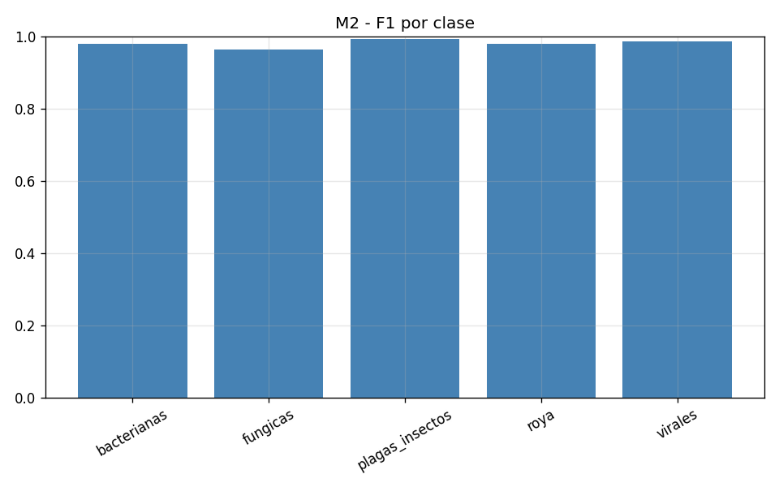 M2 - F1 por clase
1.0
0.8
0.6
0.4
0.2
0.0
bacterianas
fungicas
plagas_insectos
roya
virales